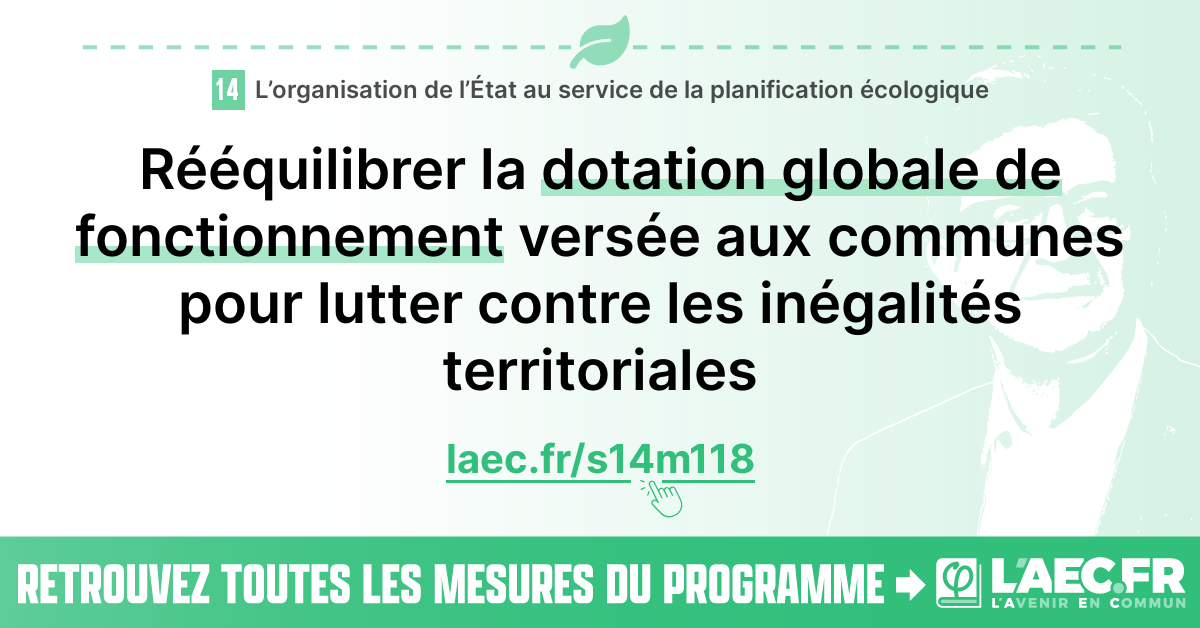 14 L’organisation de l’État au service de la planification écologique
Rééquilibrer la dotation globale de
fonctionnement versée aux communes
pour lutter contre les inégalités
territoriales
laec.fr/s14m118
RETROUVEZ TOUTES LES MESURES DU PROGRAMME
φ L'AEC.FR
L'AVENIR EN COMMUN